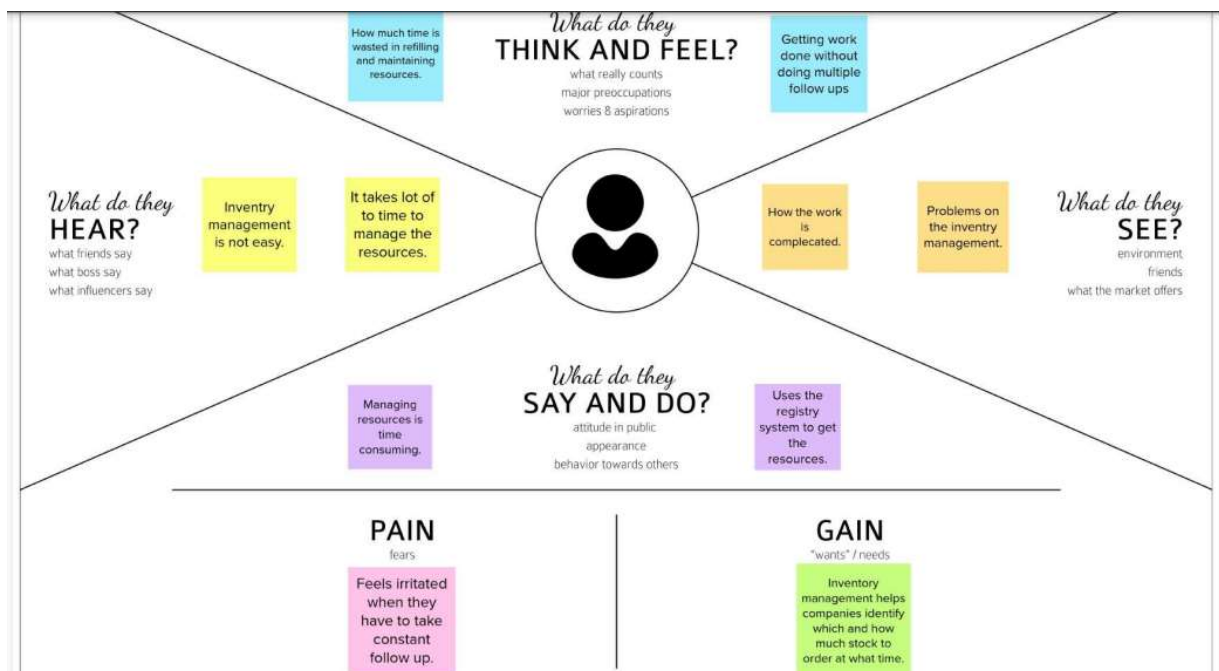 What do they
THINK AND FEEL?
what really counts
major preoccupations
worries & aspirations
How much time is
wasted in refilling
and maintaining
resources.
Getting work
done without
doing multiple
follow ups
What do they
HEAR?
what friends say
what boss say
what influencers say
Inventry
management
is not easy.
It takes lot of
to time to
manage the
resources.
How the work
is
complecated.
Problems on
the inventry
management.
What do they
SEE?
environment
friends
what the market offers
What do they
SAY AND DO?
attitude in public
appearance
behavior towards others
Managing
resources is
time
consuming.
Uses the
registry
system to get
the
resources.
PAIN
fears
Feels irritated
when they
have to take
constant
follow up.
GAIN
"wants" / needs
Inventory
management helps
companies identify
which and how
much stock to
order at what time.